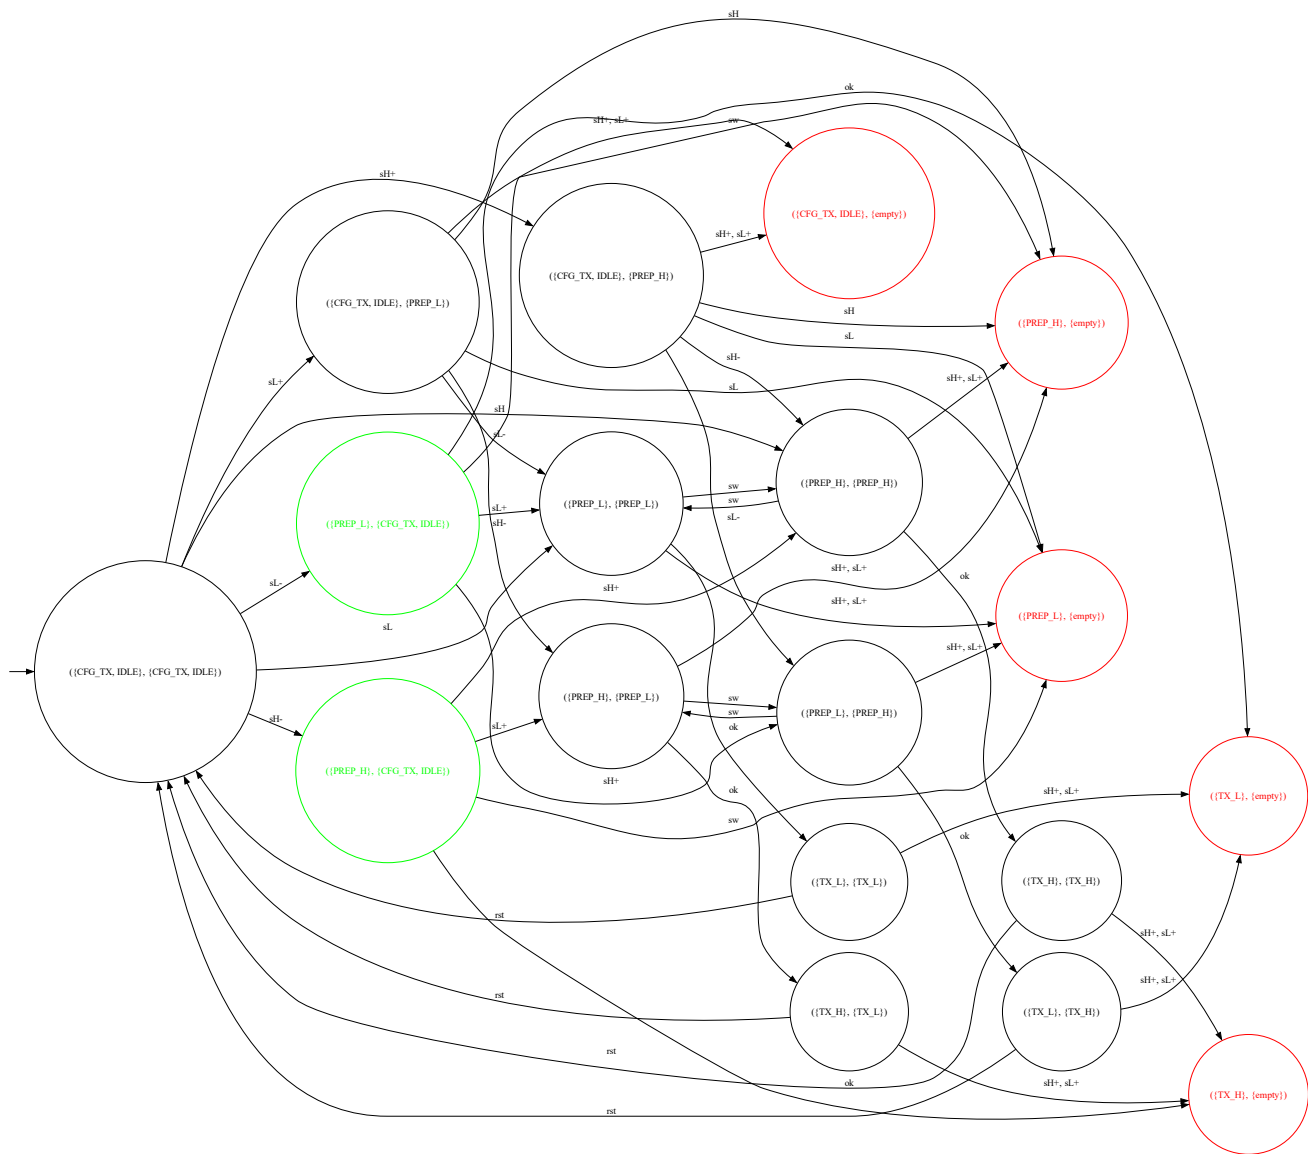 sH
ok
sH+, sL+
sw
sH+
({CFG_TX, IDLE}, {empty})
sH+, sL+
({CFG_TX, IDLE}, {PREP_H})
({CFG_TX, IDLE}, {PREP_L})
sH
({PREP_H}, {empty})
sL
sH-
sL+
sH+, sL+
sL
sH
sL-
({PREP_H}, {PREP_H})
sw
sw
({PREP_L}, {PREP_L})
sL+
sL-
({PREP_L}, {CFG_TX, IDLE})
sH-
sH+, sL+
ok
sL-
sH+
sH+, sL+
({PREP_L}, {empty})
sL
sH+, sL+
({CFG_TX, IDLE}, {CFG_TX, IDLE})
({PREP_H}, {PREP_L})
sw
sw
({PREP_L}, {PREP_H})
sH-
sL+
ok
({PREP_H}, {CFG_TX, IDLE})
sH+
ok
sH+, sL+
({TX_L}, {empty})
sw
ok
({TX_L}, {TX_L})
({TX_H}, {TX_H})
rst
sH+, sL+
sH+, sL+
rst
({TX_H}, {TX_L})
({TX_L}, {TX_H})
rst
ok
sH+, sL+
({TX_H}, {empty})
rst